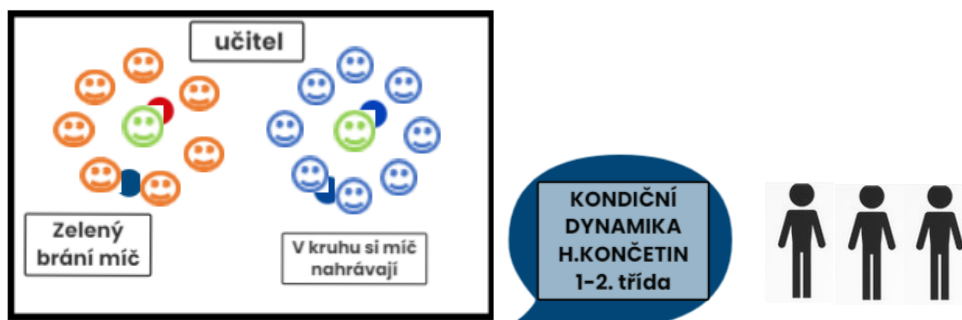 učitel
Zelený
brání míč
V kruhu si míč
nahrávají
KONDIČNÍ
DYNAMIKA
H.KONČETIN
1-2. třída